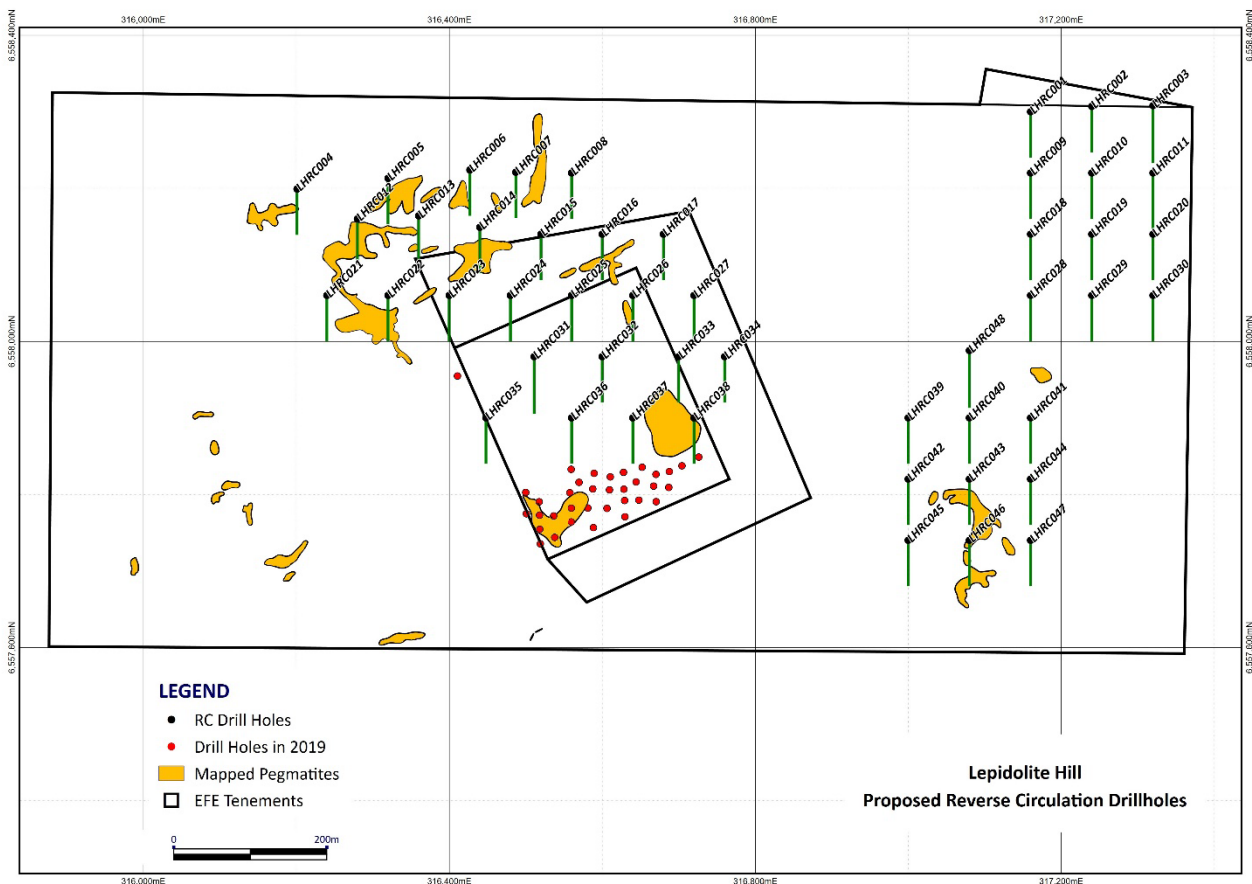 316,000mE
316,400mE
316,800mE
317,200mE
6.558,400mN
6.558,400mN
LHRC001
LHRC002
LHRC003
LHRC004
LHRC005
LHRC006
LHRC007
LHRC008
LHRC009
LHRC010
LHRC011
LHRC012
LHRC013
LHRC014
LHRC015
LHRC016
LHRC017
LHRC018
LHRC019
LHRC020
LHRC021
LHRC022
LHRC023
LHRC024
LHRC025
LHRC026
LHRC027
LHRC028
LHRC029
LHRC030
6.558,000mN
6.558,000mN
LHRC031
LHRC032
LHRC033
LHRC034
LHRC048
LHRC035
LHRC036
LHRC037
LHRC038
LHRC039
LHRC040
LHRC041
LHRC042
LHRC043
LHRC044
LHRC045
LHRC046
LHRC047
6.557,600mN
6.557,600mN
LEGEND
RC Drill Holes
Drill Holes in 2019
Mapped Pegmatites
EFE Tenements
0
200m
Lepidolite Hill
Proposed Reverse Circulation Drillholes
316,000mE
316,400mE
316,800mE
317,200mE